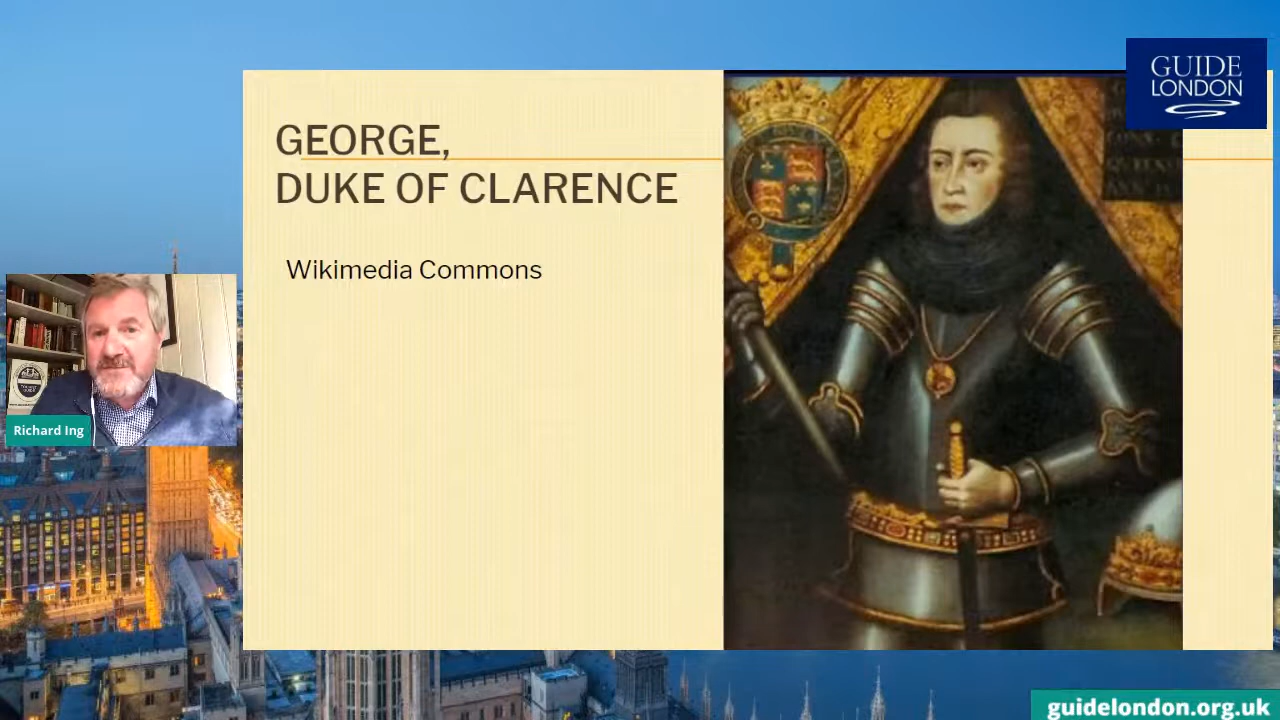 GUIDE
LONDON
GEORGE,
DUKE OF CLARENCE
Wikimedia Commons
Richard Ing
guidelondon.org.uk